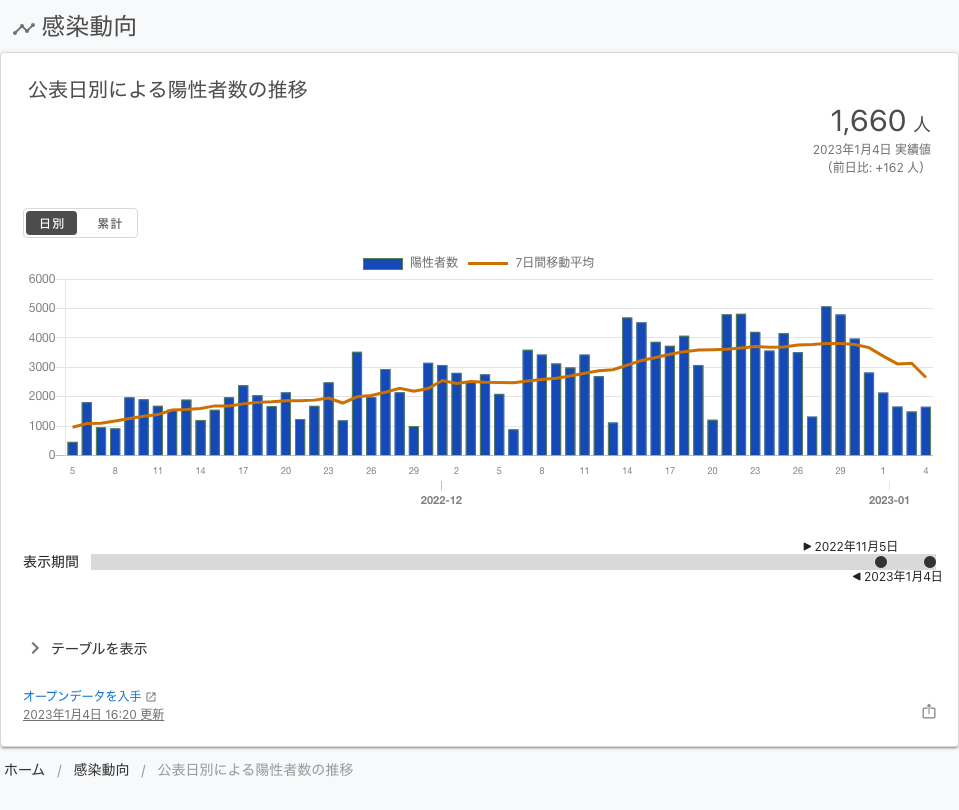 感染動向
公表日別による陽性者数の推移
1,660 人
2023年1月4日 実績値
（前日比: +162 人）
日別 累計
陽性者数 7日間移動平均
6000
5000
4000
3000
2000
1000
0
5 8 11 14 17 20 23 26 29 2 5 8 11 14 17 20 23 26 29 1 4
2022-12 2023-01
▶ 2022年11月5日
表示期間
◀ 2023年1月4日
テーブルを表示
オープンデータを入手
2023年1月4日 16:20 更新
ホーム / 感染動向 / 公表日別による陽性者数の推移